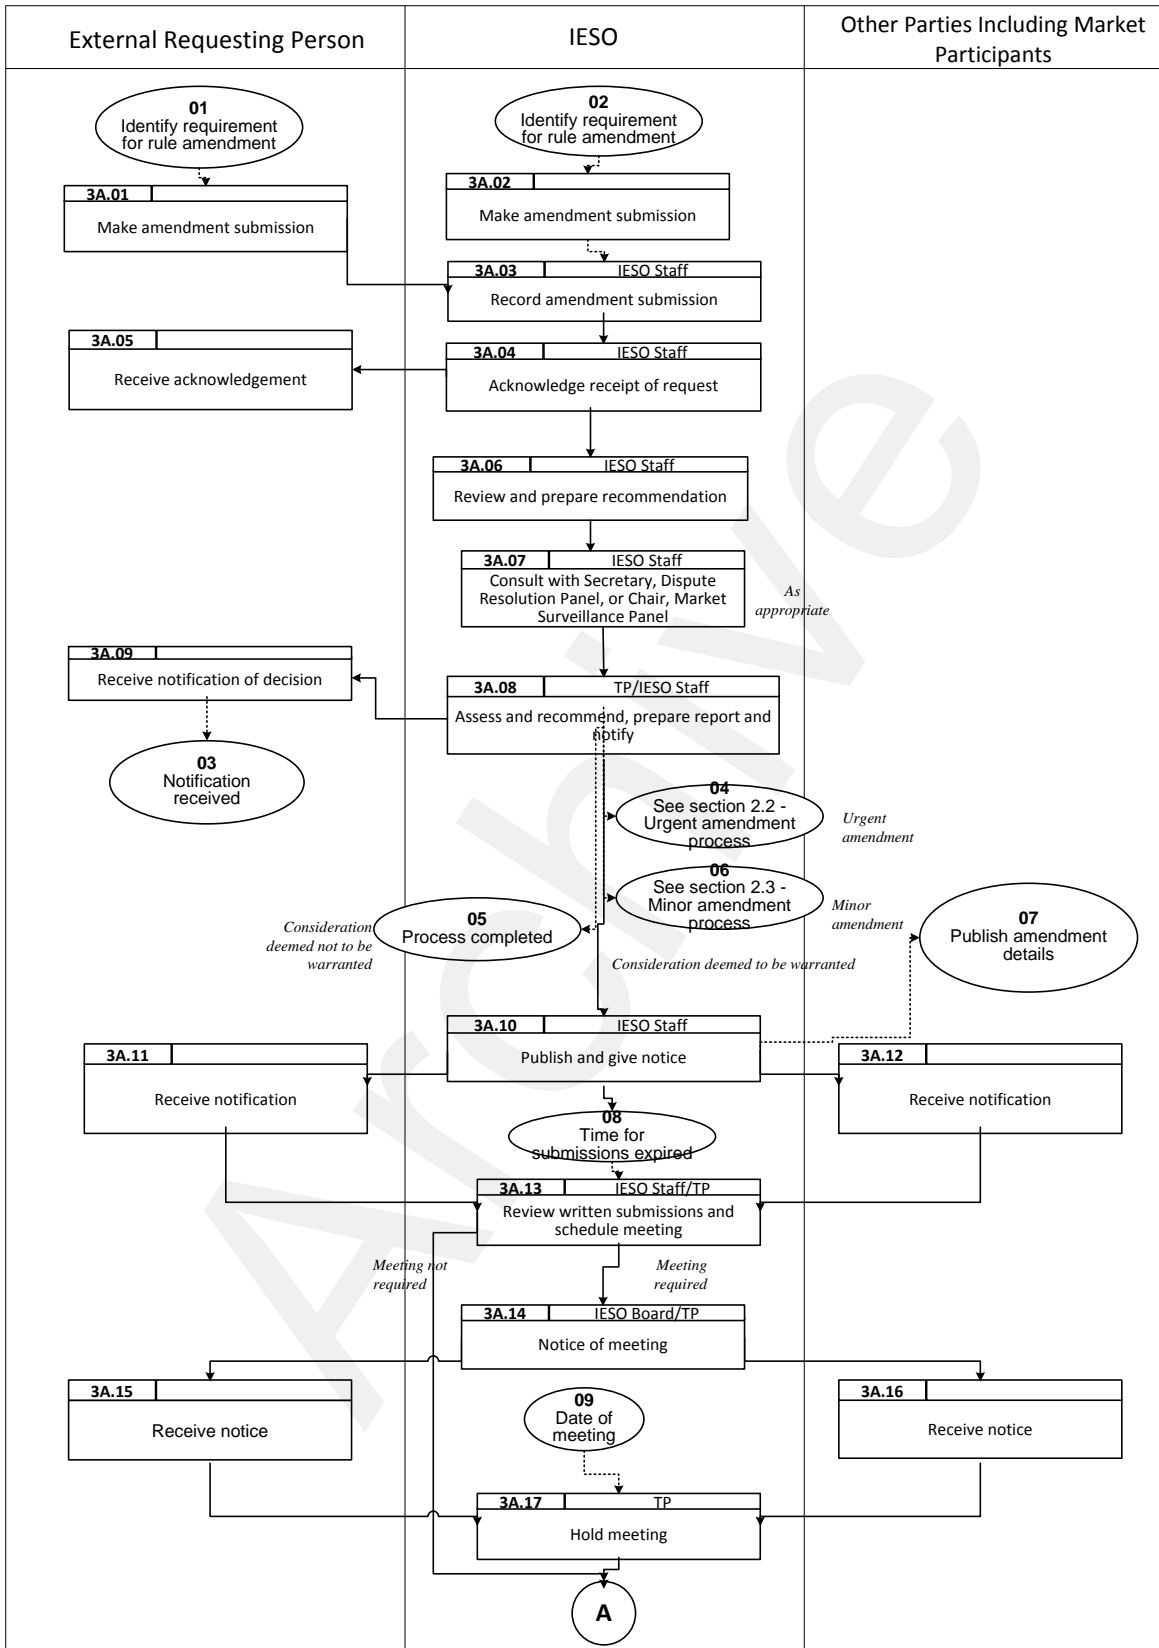 External Requesting Person
IESO
Other Parties Including Market
Participants
01
Identify requirement
for rule amendment
02
Identify requirement
for rule amendment
3A.01
Make amendment submission
3A.02
Make amendment submission
3A.03 IESO Staff
Record amendment submission
3A.05
Receive acknowledgement
3A.04 IESO Staff
Acknowledge receipt of request
3A.06 IESO Staff
Review and prepare recommendation
3A.07 IESO Staff
Consult with Secretary, Dispute
Resolution Panel, or Chair, Market
Surveillance Panel
As
appropriate
3A.09
Receive notification of decision
3A.08 TP/IESO Staff
Assess and recommend, prepare report and
notify
03
Notification
received
04
See section 2.2 -
Urgent amendment
process
Urgent
amendment
06
See section 2.3 -
Minor amendment
process
Minor
amendment
05
Process completed
Consideration
deemed not to be
warranted
Consideration deemed to be warranted
07
Publish amendment
details
3A.10 IESO Staff
Publish and give notice
3A.11
Receive notification
3A.12
Receive notification
08
Time for
submissions expired
3A.13 IESO Staff/TP
Review written submissions and
schedule meeting
Meeting not
required
Meeting
required
3A.14 IESO Board/TP
Notice of meeting
3A.15
Receive notice
09
Date of
meeting
3A.16
Receive notice
3A.17 TP
Hold meeting
A
Archive